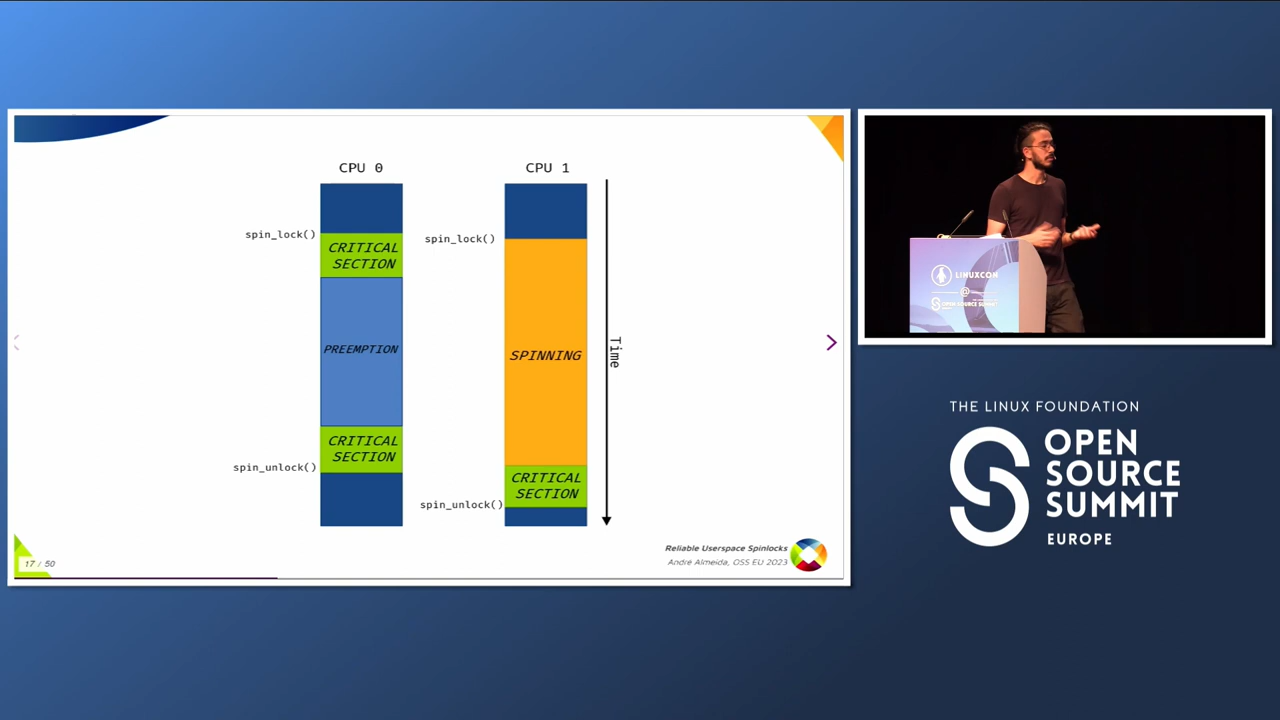 CPU 0
CPU 1
spin_lock()
CRITICAL
SECTION
spin_lock()
PREEMPTION
SPINNING
Time
CRITICAL
SECTION
spin_unlock()
CRITICAL
SECTION
spin_unlock()
Reliable Userspace Spinlocks
André Almeida, OSS EU 2023
17 / 50
LINUXCON
@
OPEN SOURCE SUMMIT
THE LINUX FOUNDATION
OPEN
SOURCE
SUMMIT
EUROPE